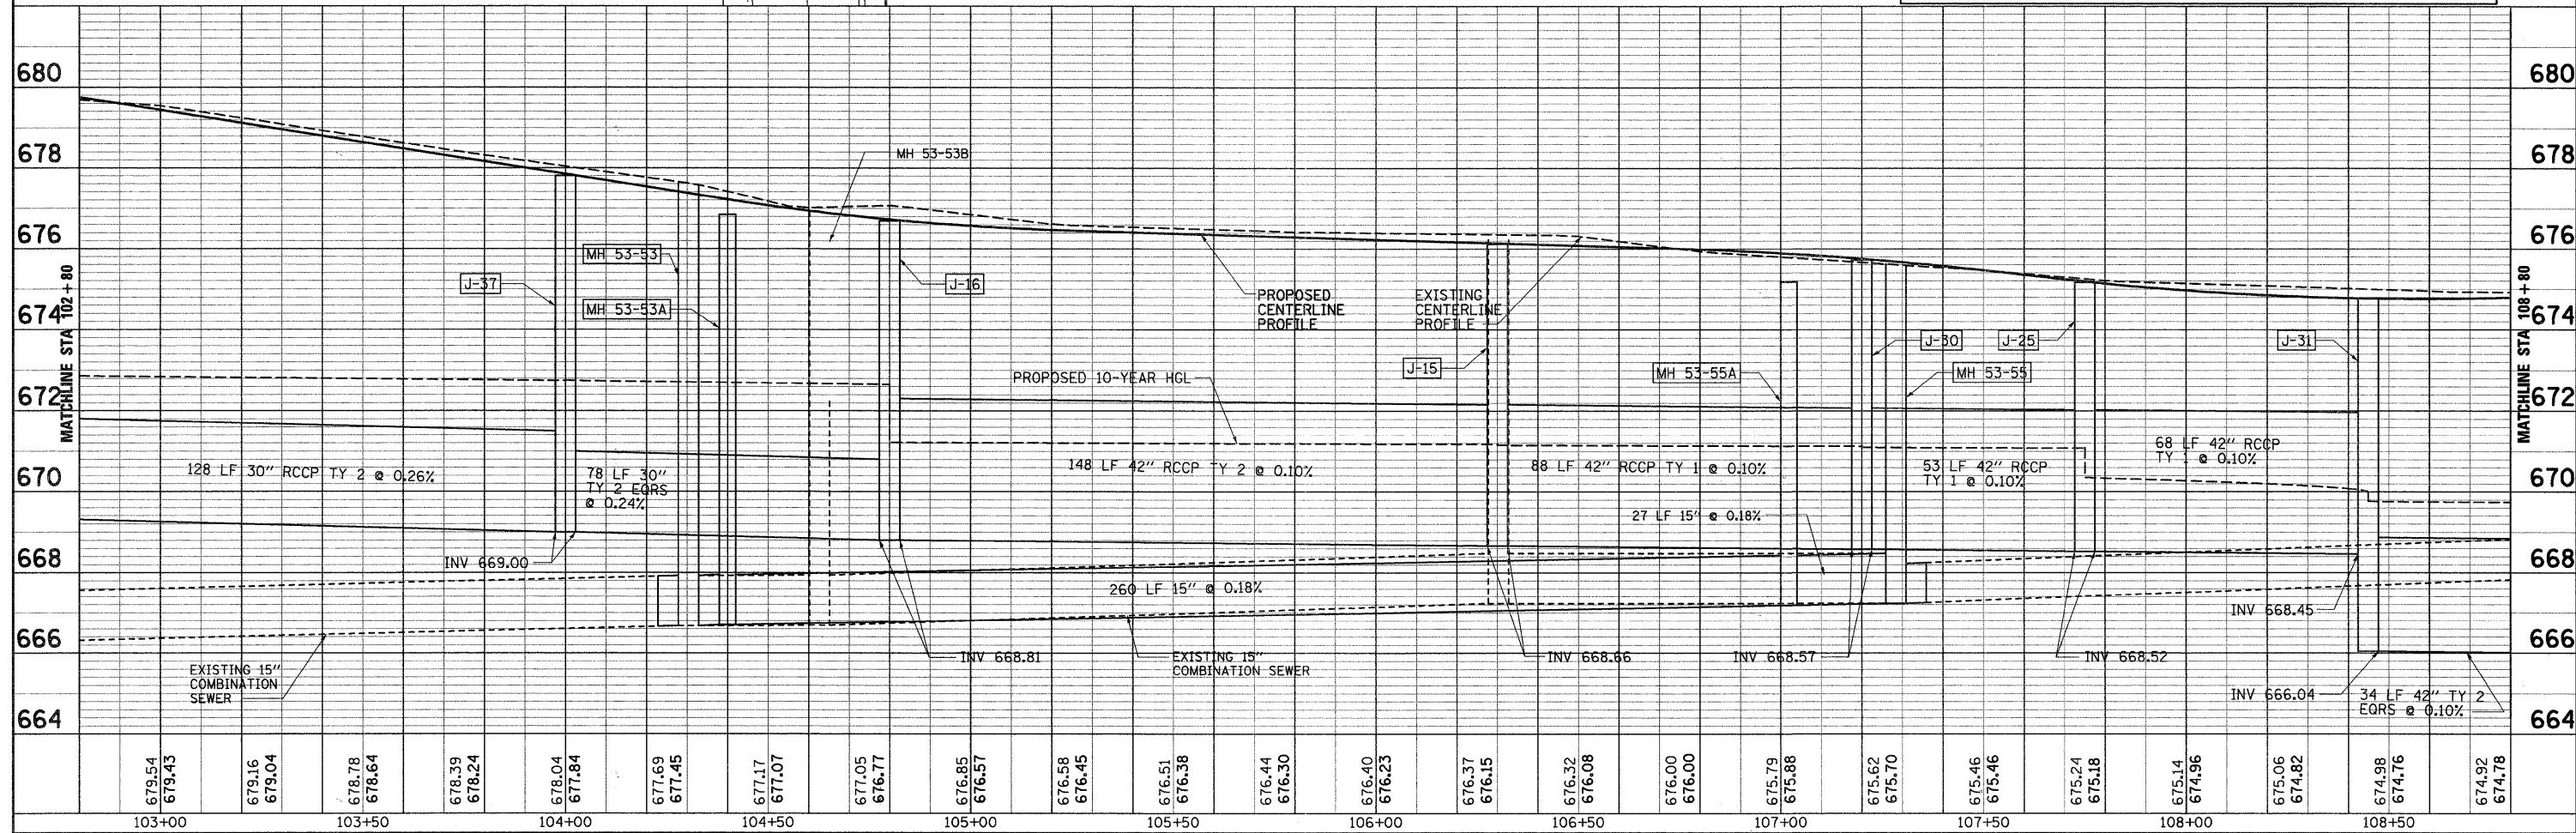 680
680
678
678
676
676
674
674
672
672
670
670
668
668
666
666
664
664
MATCHLINE STA 102+80
MATCHLINE STA 108+80
MH 53-53B
MH 53-53
J-37
J-16
MH 53-53A
PROPOSED
CENTERLINE
PROFILE
EXISTING
CENTERLINE
PROFILE
J-15
J-30
J-25
J-31
PROPOSED 10-YEAR HGL
MH 53-55A
MH 53-55
128 LF 30" RCCP TY 2 @ 0.26%
78 LF 30"
TY 2 EQRS
@ 0.24%
148 LF 42" RCCP TY 2 @ 0.10%
88 LF 42" RCCP TY 1 @ 0.10%
53 LF 42" RCCP
TY 1 @ 0.10%
68 LF 42" RCCP
TY 1 @ 0.10%
27 LF 15" @ 0.18%
INV 669.00
260 LF 15" @ 0.18%
INV 668.45
EXISTING 15"
COMBINATION
SEWER
INV 668.81
EXISTING 15"
COMBINATION SEWER
INV 668.66
INV 668.57
INV 668.52
INV 666.04
34 LF 42" TY 2
EQRS @ 0.10%
679.54
679.43
679.16
679.04
678.78
678.64
678.39
678.24
678.04
677.84
677.69
677.45
677.17
677.07
677.05
676.77
676.85
676.57
676.58
676.45
676.51
676.38
676.44
676.30
676.40
676.23
676.37
676.15
676.32
676.08
676.00
676.00
675.79
675.88
675.62
675.70
675.46
675.46
675.24
675.18
675.14
674.96
675.06
674.82
674.98
674.76
674.92
674.78
103+00
103+50
104+00
104+50
105+00
105+50
106+00
106+50
107+00
107+50
108+00
108+50